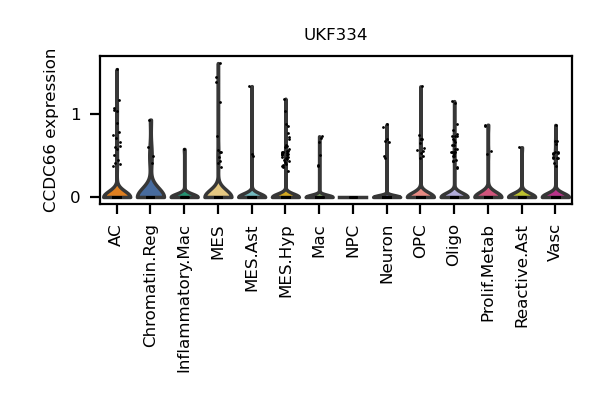 UKF334
CCDC66 expression
1
0
AC
Chromatin.Reg
Inflammatory.Mac
MES
MES.Ast
MES.Hyp
Mac
NPC
Neuron
OPC
Oligo
Prolif.Metab
Reactive.Ast
Vasc